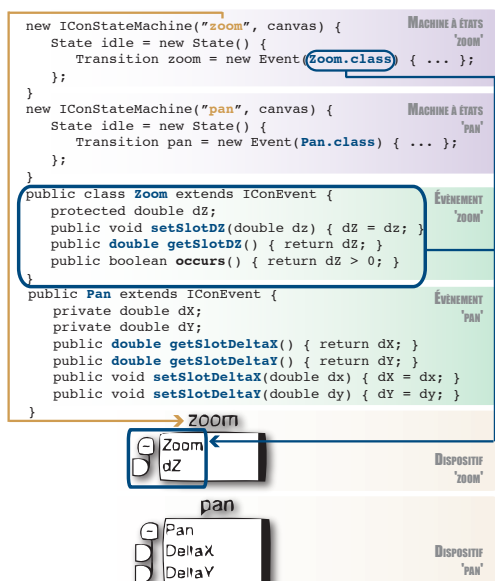 new IConStateMachine("zoom", canvas) {
MACHINE À ÉTATS
'ZOOM'
State idle = new State() {
Transition zoom = new Event(Zoom.class) { ... };
};
}
new IConStateMachine("pan", canvas) {
MACHINE À ÉTATS
'PAN'
State idle = new State() {
Transition pan = new Event(Pan.class) { ... };
};
}
public class Zoom extends IConEvent {
ÉVÈNEMENT
'ZOOM'
protected double dZ;
public void setSlotDZ(double dz) { dZ = dz; }
public double getSlotDZ() { return dZ; }
public boolean occurs() { return dZ > 0; }
}
public Pan extends IConEvent {
ÉVÈNEMENT
'PAN'
private double dX;
private double dY;
public double getSlotDeltaX() { return dX; }
public double getSlotDeltaY() { return dY; }
public void setSlotDeltaX(double dx) { dX = dx; }
public void setSlotDeltaY(double dy) { dY = dy; }
}
zoom
Zoom
dZ
DISPOSITIF
'ZOOM'
pan
Pan
DeltaX
DeltaY
DISPOSITIF
'PAN'